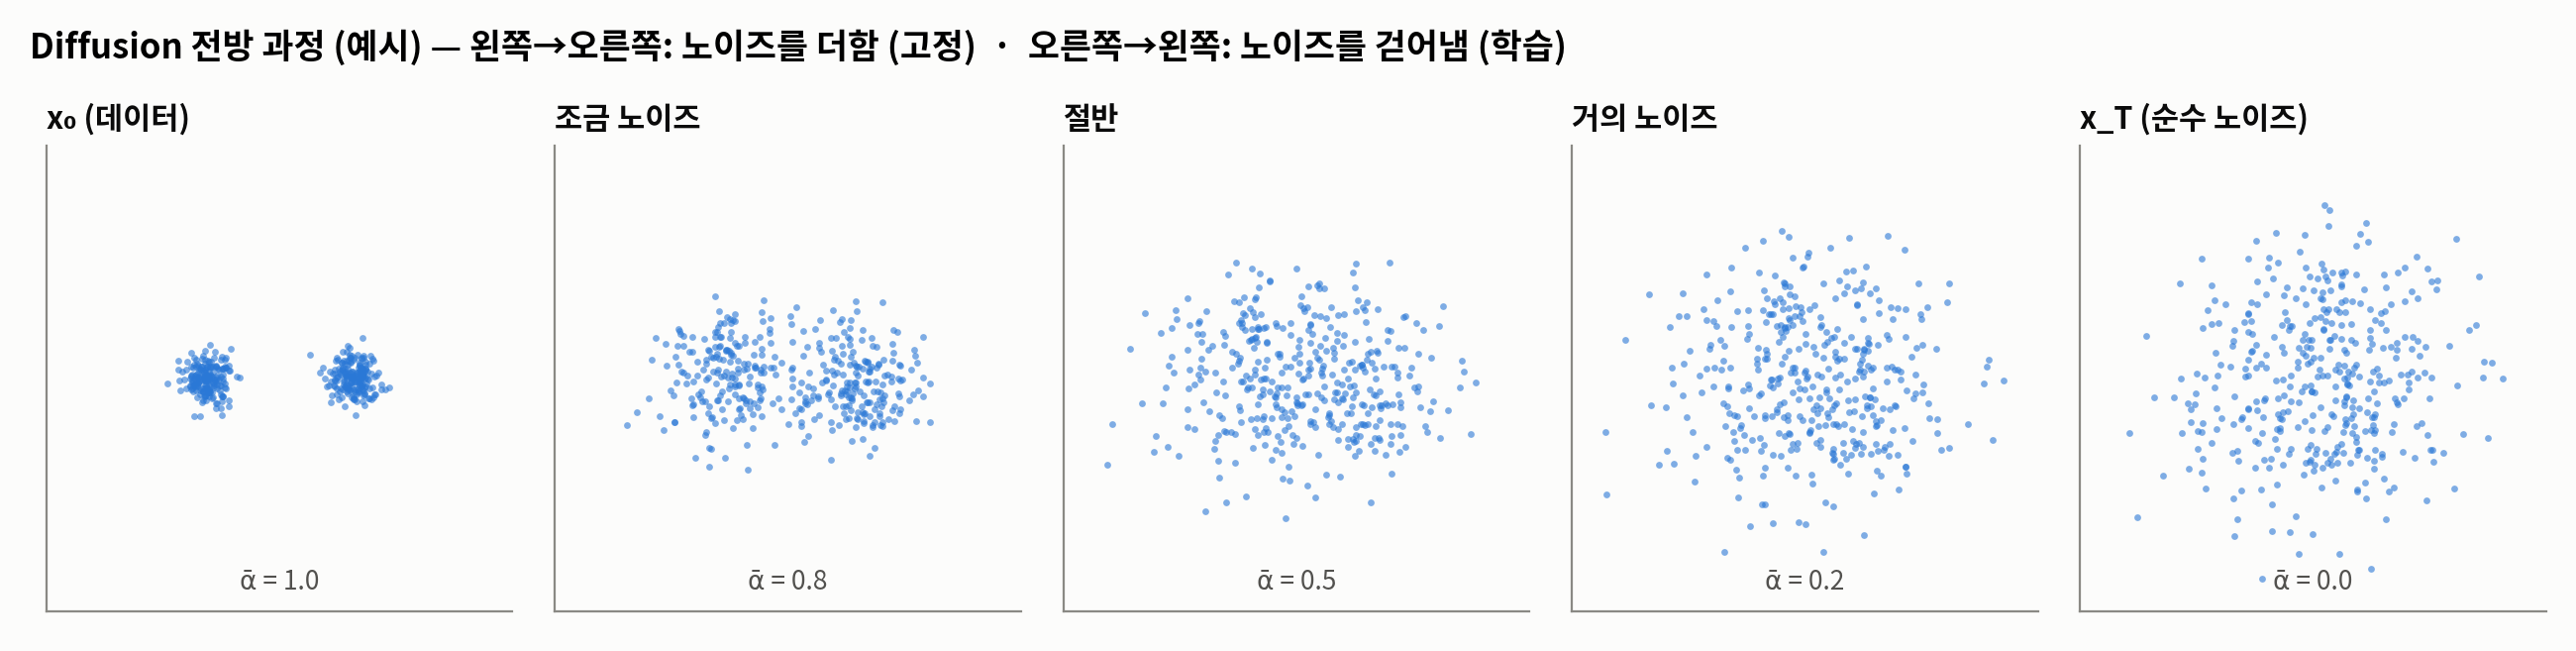 Diffusion 전방 과정 (예시) — 왼쪽→오른쪽: 노이즈를 더함 (고정) · 오른쪽→왼쪽: 노이즈를 걷어냄 (학습)
x₀ (데이터)
조금 노이즈
절반
거의 노이즈
x_T (순수 노이즈)
ᾱ = 1.0
ᾱ = 0.8
ᾱ = 0.5
ᾱ = 0.2
ᾱ = 0.0